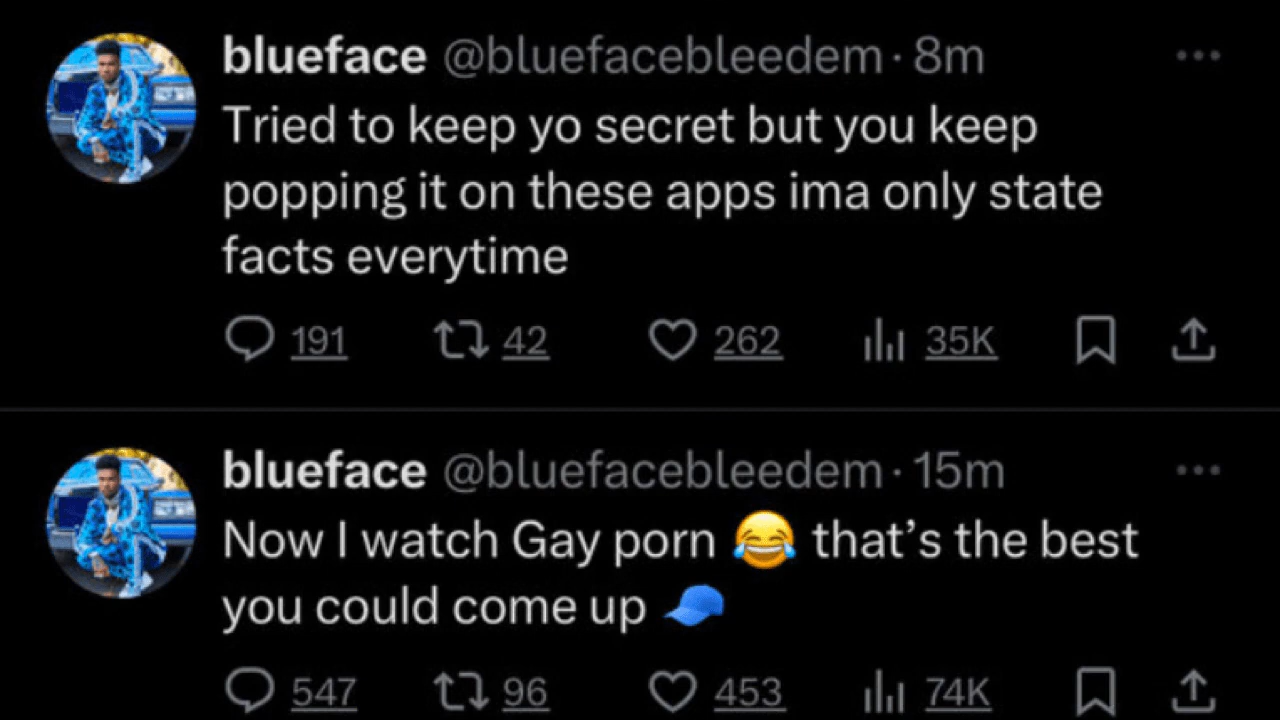 blueface @bluefacebleedem · 8m
Tried to keep yo secret but you keep
popping it on these apps ima only state
facts everytime
191 42 262 35K
blueface @bluefacebleedem · 15m
Now I watch Gay porn 😂 that’s the best
you could come up 🧢
547 96 453 74K